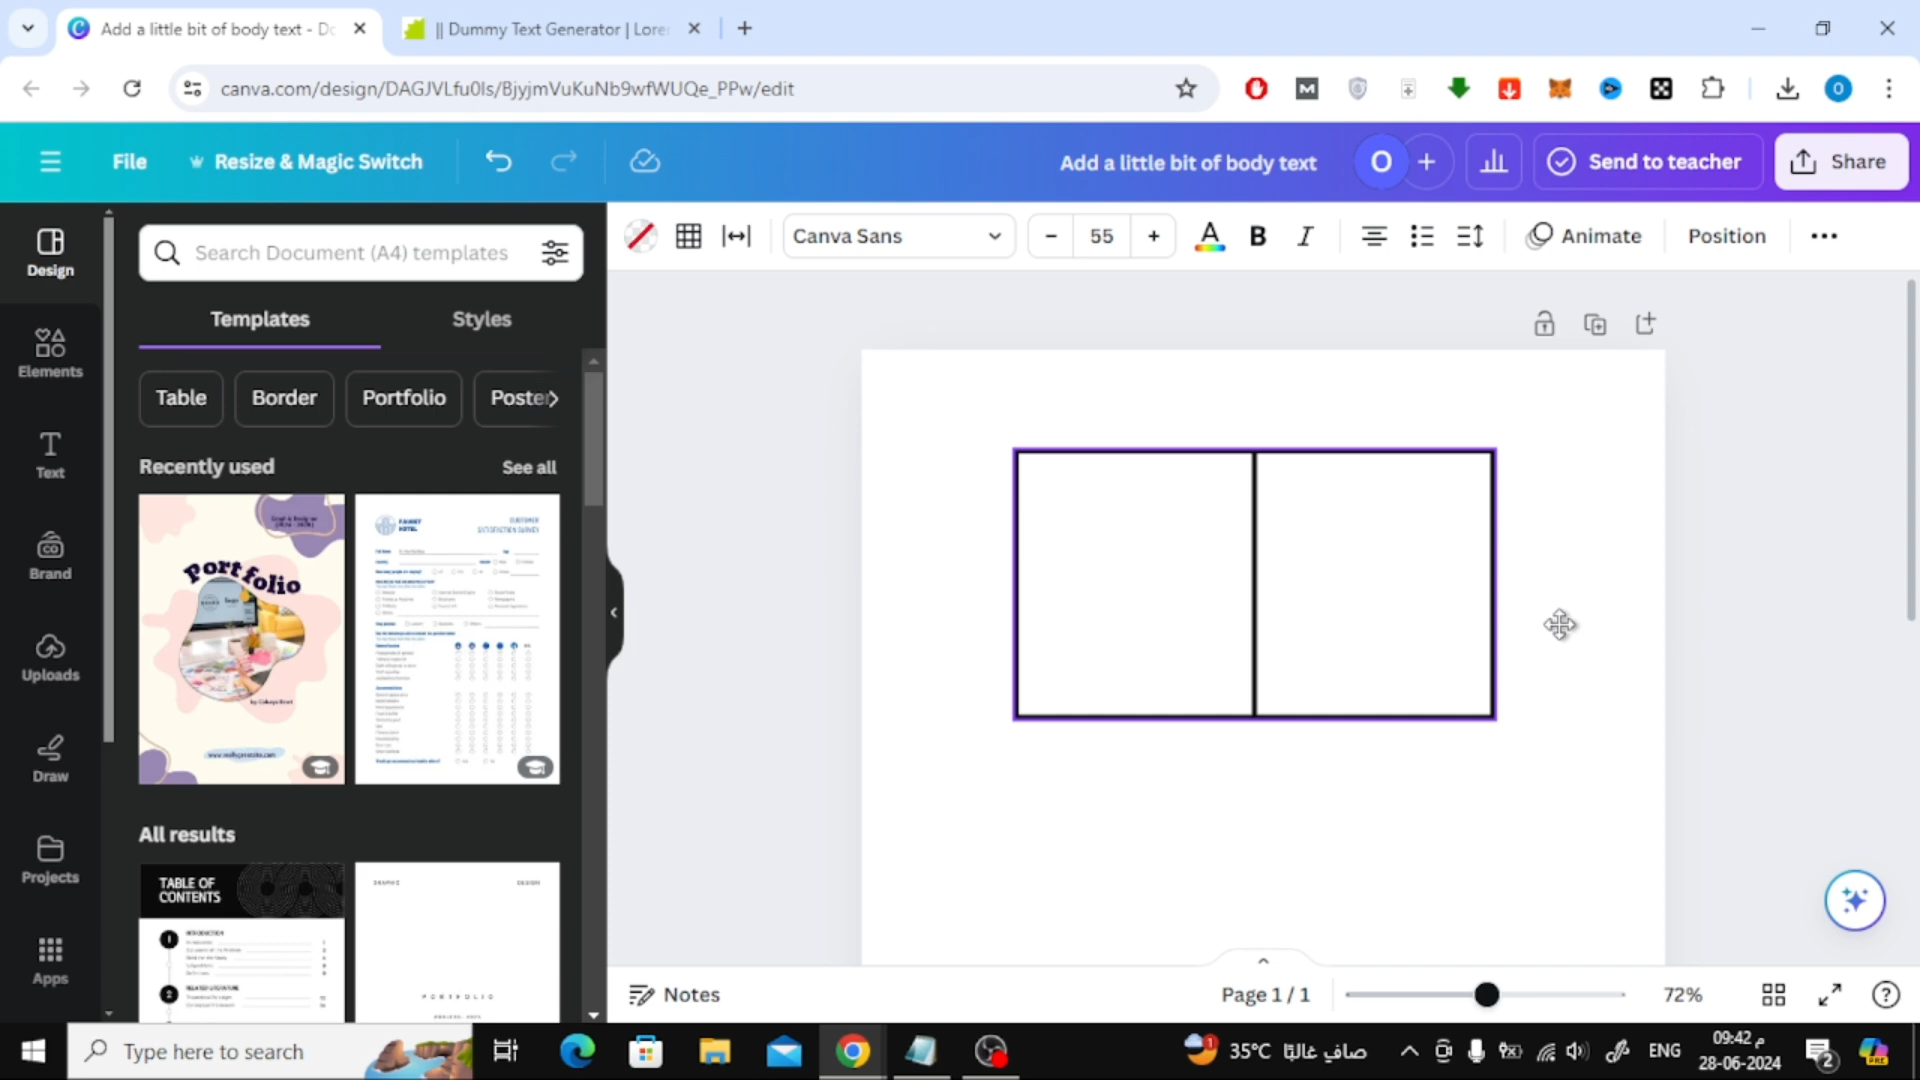 Add a little bit of body text - Do
|| Dummy Text Generator | Lore
canva.com/design/DAGJVLfu0ls/BjyjmVuKuNb9wfWUQe_PPw/edit
File
Resize & Magic Switch
Add a little bit of body text
O
Send to teacher
Share
Design
Elements
Text
Brand
Uploads
Draw
Projects
Apps
Search Document (A4) templates
Templates
Styles
Table
Border
Portfolio
Poster
Recently used
See all
Portfolio
All results
TABLE OF
CONTENTS
GRAPHIC
DESIGN
PORTFOLIO
Canva Sans
55
B
I
Animate
Position
Notes
Page 1 / 1
72%
Type here to search
35°C
صافٍ غالبًا
ENG
09:42 م
28-06-2024